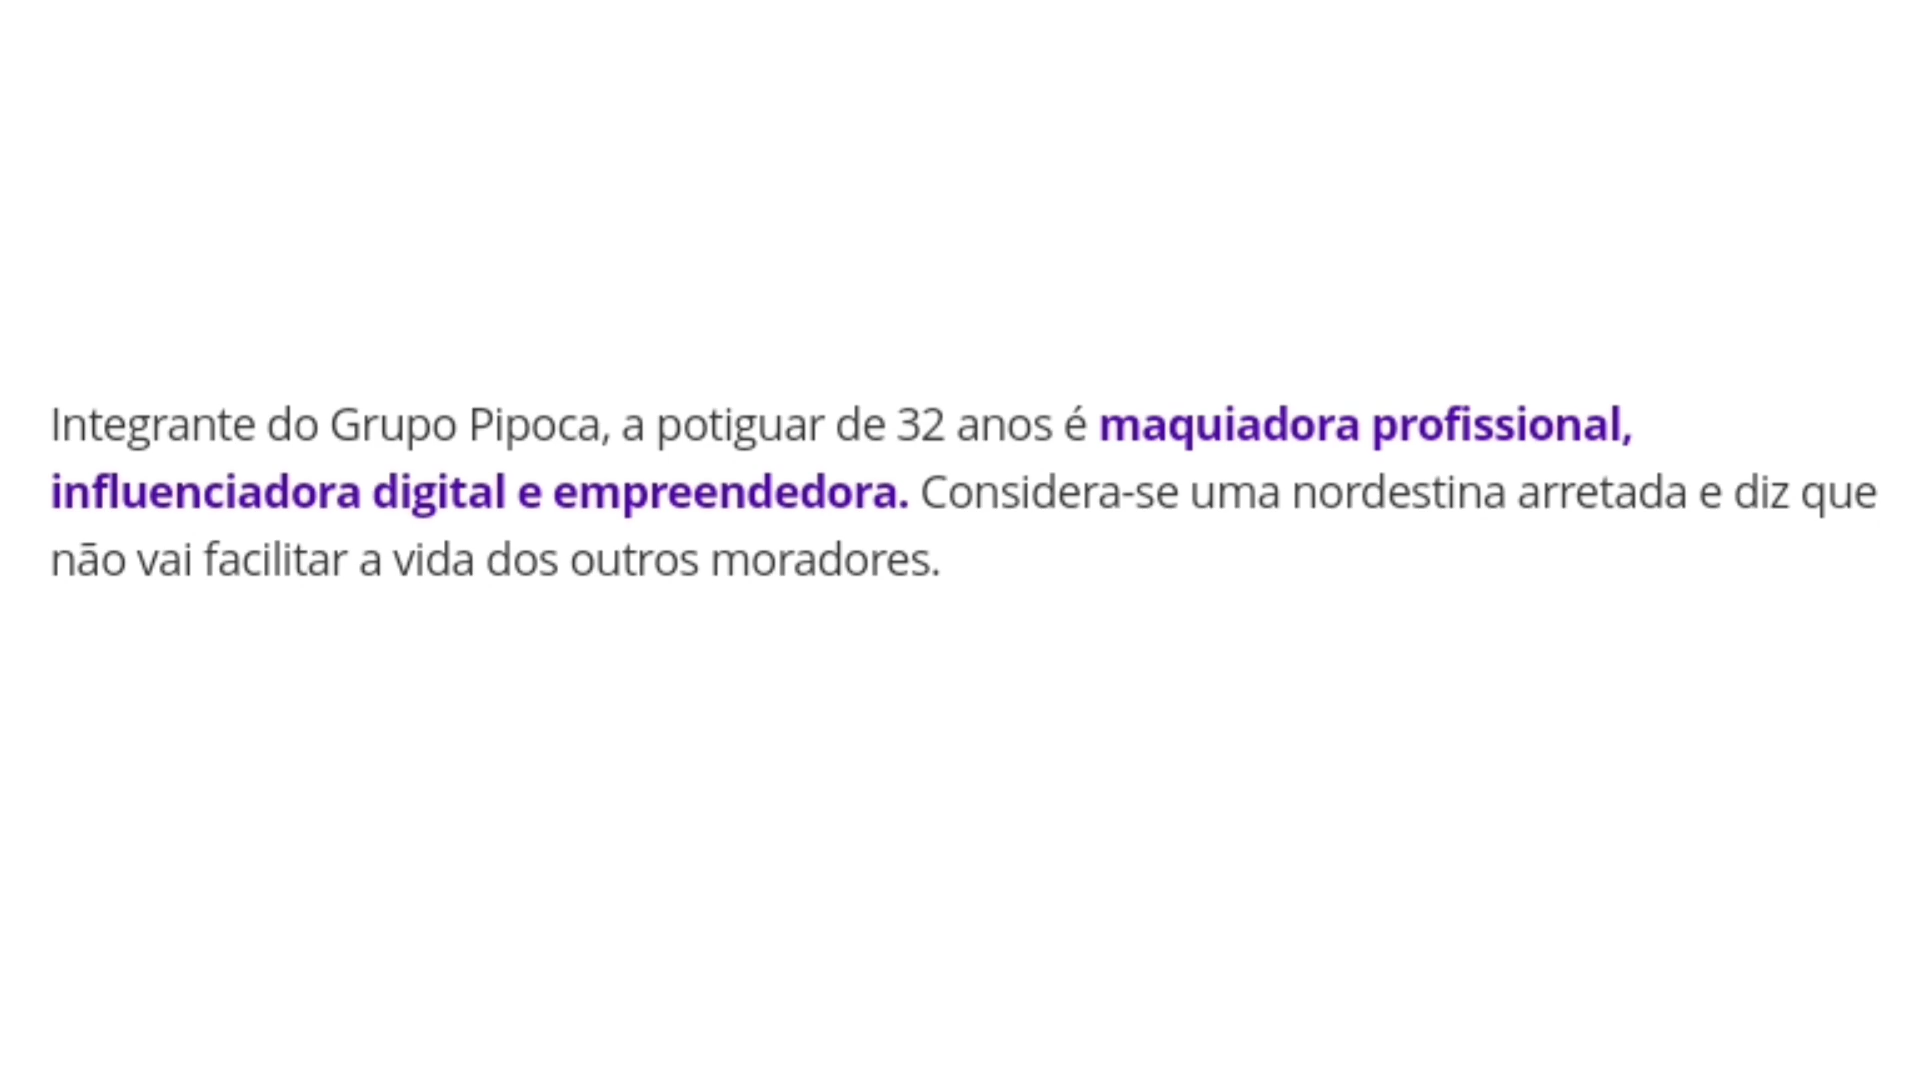 Integrante do Grupo Pipoca, a potiguar de 32 anos é maquiadora profissional,
influenciadora digital e empreendedora. Considera-se uma nordestina arretada e diz que
não vai facilitar a vida dos outros moradores.